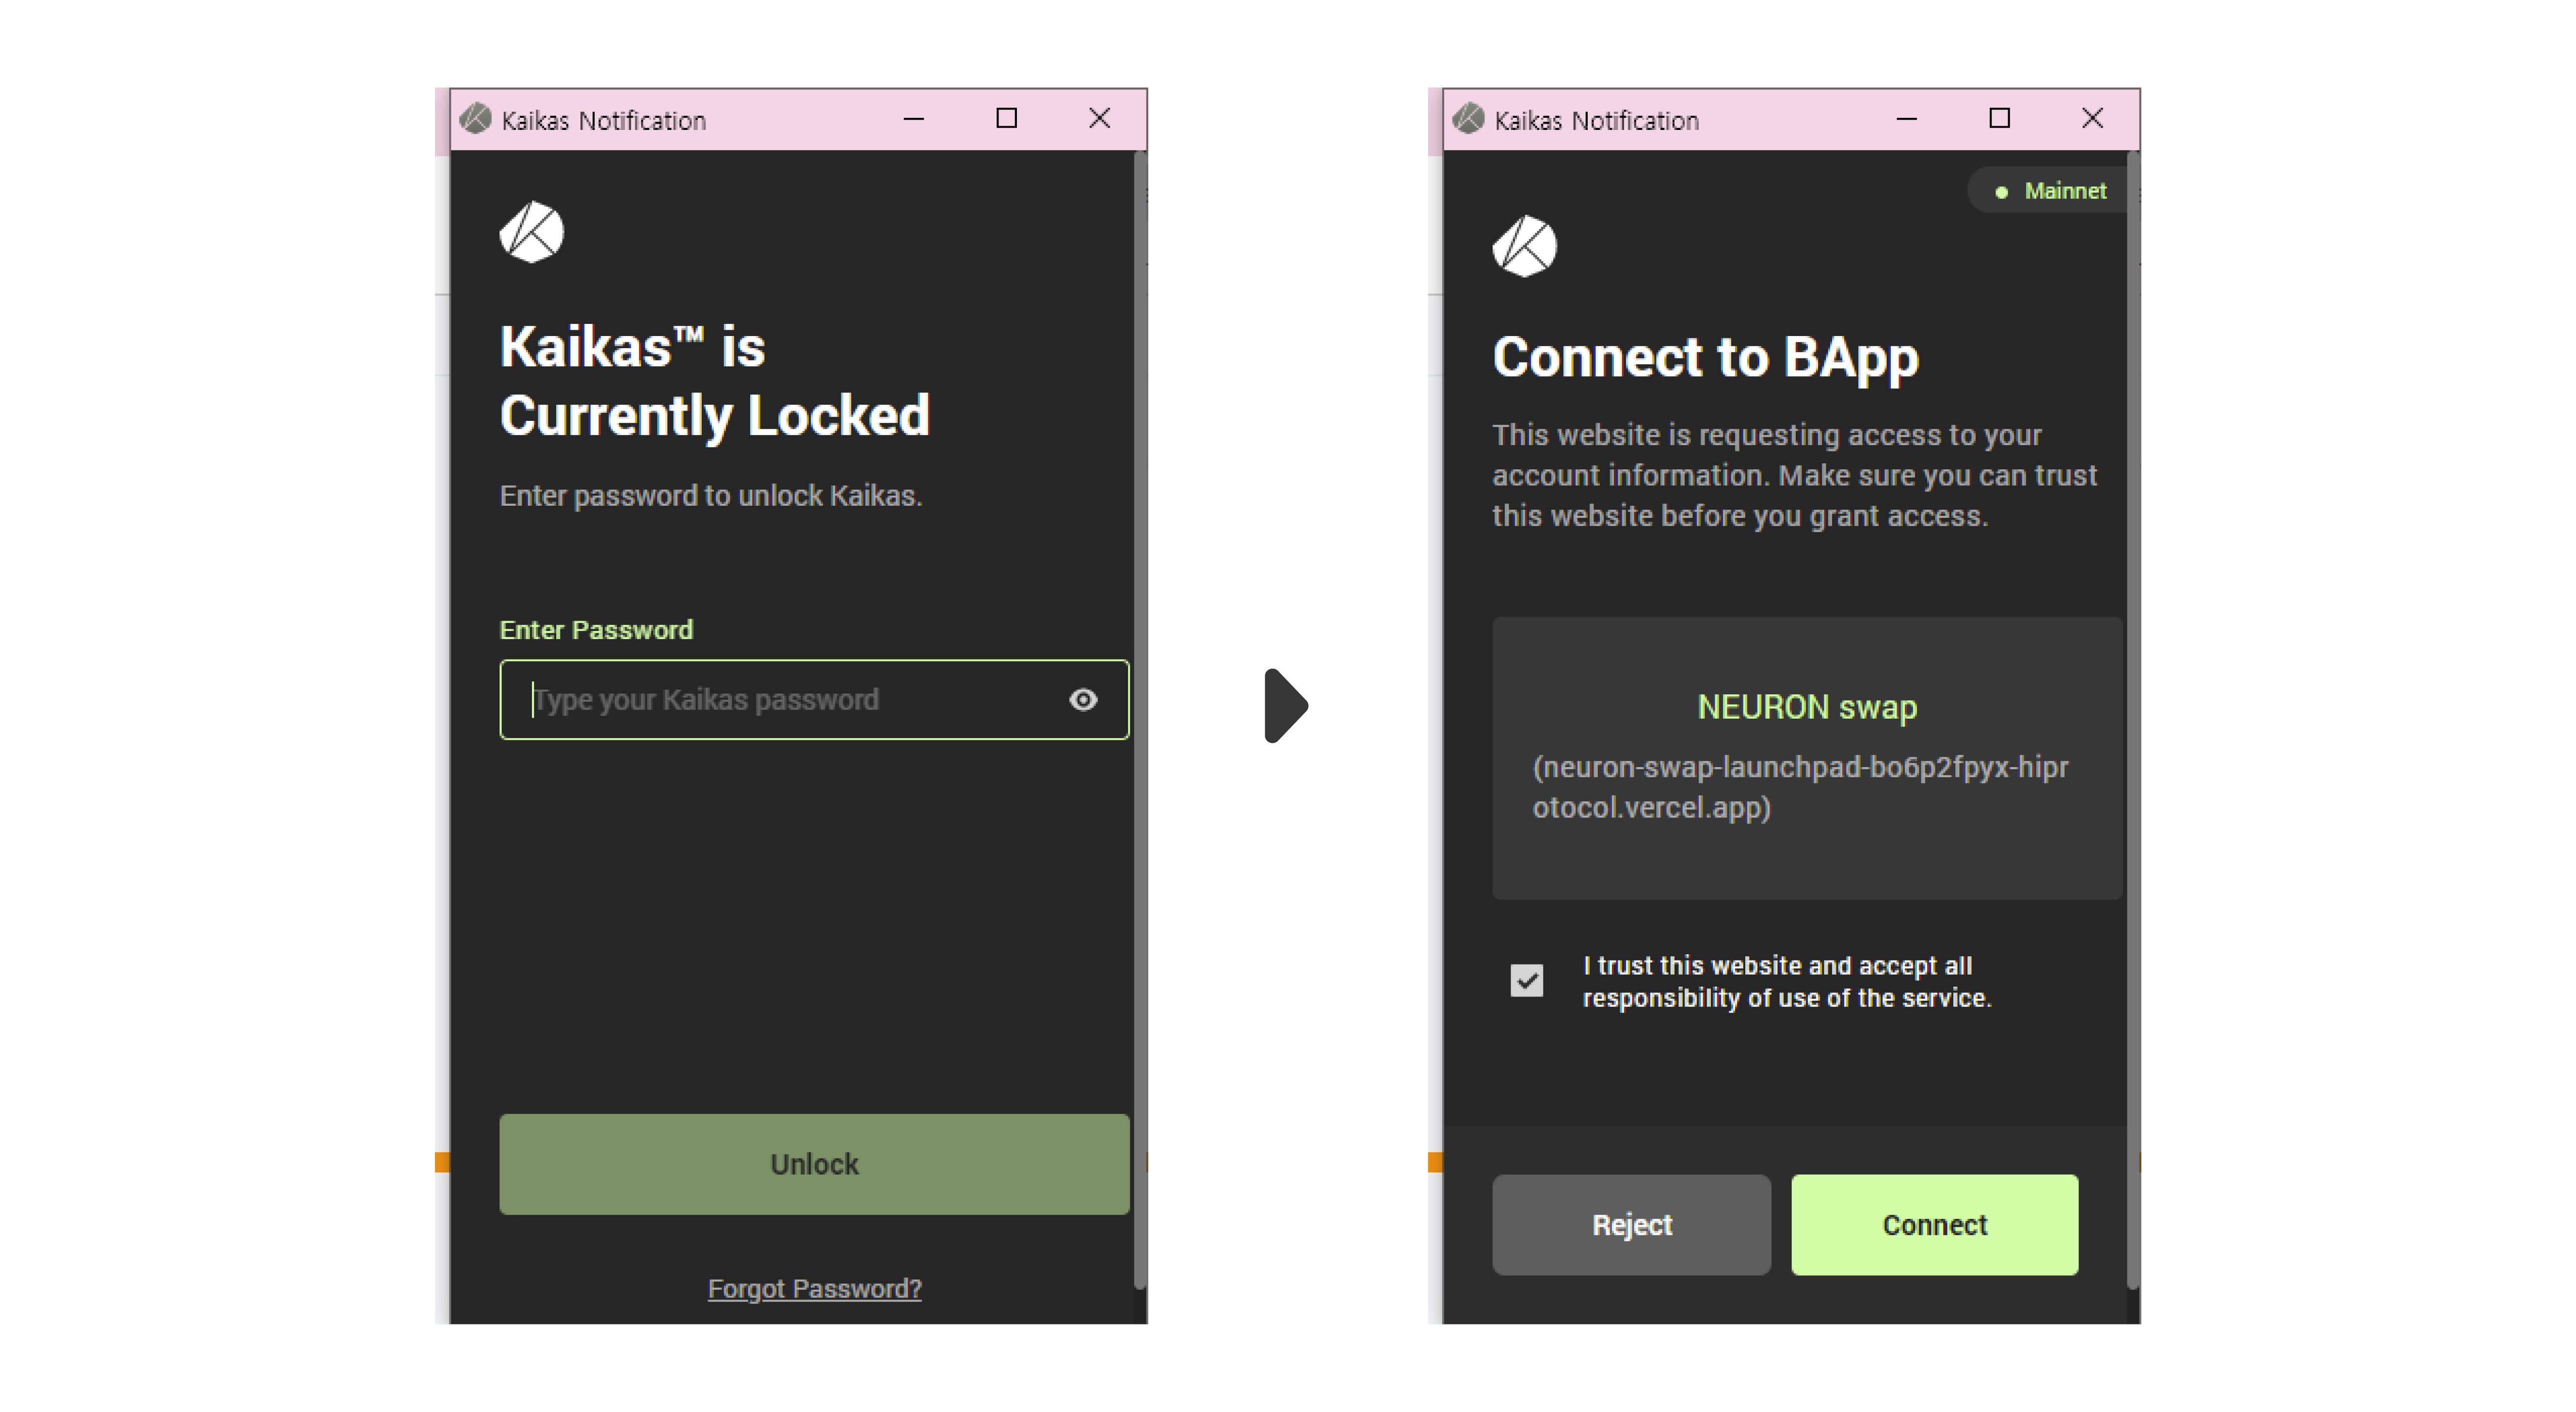 Kaikas Notification
Kaikas™ is
Currently Locked
Enter password to unlock Kaikas.
Enter Password
Type your Kaikas password
Unlock
Forgot Password?
Kaikas Notification
Mainnet
Connect to BApp
This website is requesting access to your
account information. Make sure you can trust
this website before you grant access.
NEURON swap
(neuron-swap-launchpad-bo6p2fpyx-hipr
otocol.vercel.app)
I trust this website and accept all
responsibility of use of the service.
Reject
Connect